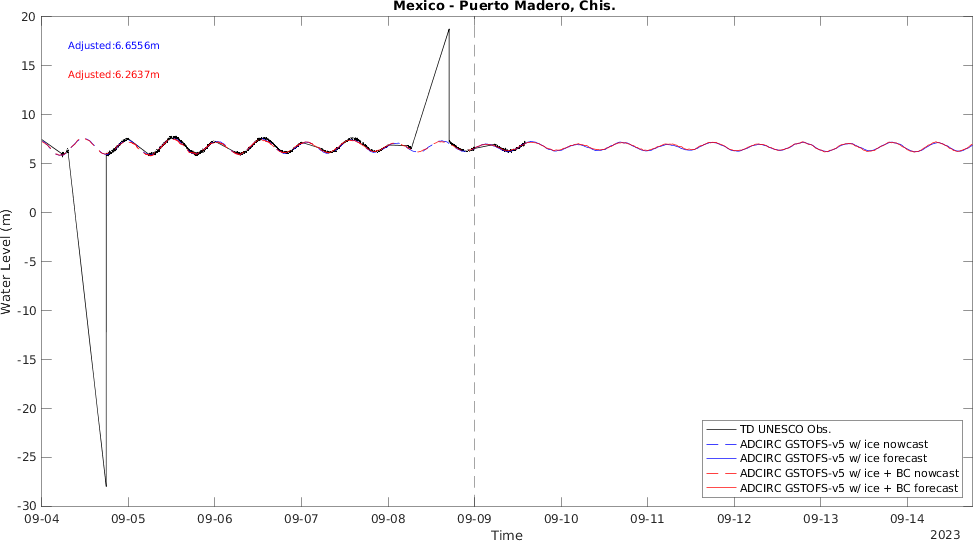 Mexico - Puerto Madero, Chis.
Adjusted:6.6556m
Adjusted:6.2637m
Water Level (m)
20
15
10
5
0
-5
-10
-15
-20
-25
-30
TD UNESCO Obs.
ADCIRC GSTOFS-v5 w/ ice nowcast
ADCIRC GSTOFS-v5 w/ ice forecast
ADCIRC GSTOFS-v5 w/ ice + BC nowcast
ADCIRC GSTOFS-v5 w/ ice + BC forecast
09-04 09-05 09-06 09-07 09-08 09-09 09-10 09-11 09-12 09-13 09-14
Time
2023